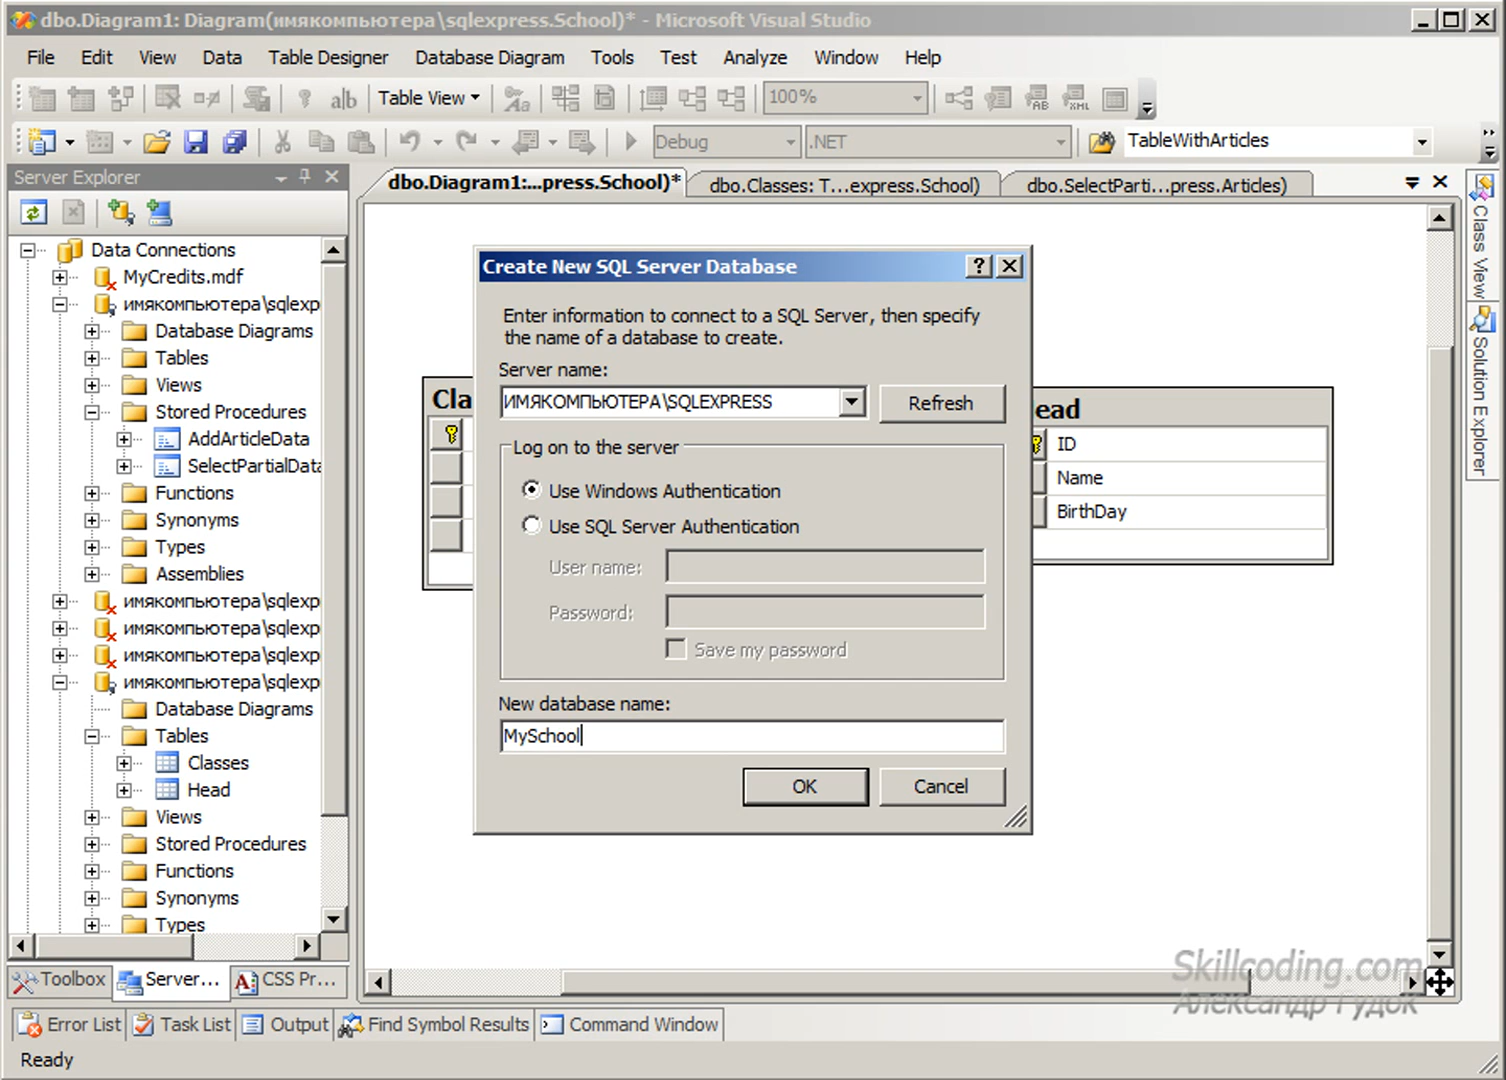 dbo.Diagram1: Diagram(имякомпьютера\sqlexpress.School)* - Microsoft Visual Studio
File Edit View Data Table Designer Database Diagram Tools Test Analyze Window Help
Table View 100%
Debug .NET TableWithArticles
Server Explorer
dbo.Diagram1:...press.School)* dbo.Classes: T...express.School) dbo.SelectParti...press.Articles)
Data Connections
MyCredits.mdf
имякомпьютера\sqlexp
Database Diagrams
Tables
Views
Stored Procedures
AddArticleData
SelectPartialData
Functions
Synonyms
Types
Assemblies
имякомпьютера\sqlexp
имякомпьютера\sqlexp
имякомпьютера\sqlexp
имякомпьютера\sqlexp
Database Diagrams
Tables
Classes
Head
Views
Stored Procedures
Functions
Synonyms
Types
Toolbox Server... CSS Pr...
Cla
Create New SQL Server Database
Enter information to connect to a SQL Server, then specify
the name of a database to create.
Server name:
ИМЯКОМПЬЮТЕРА\SQLEXPRESS Refresh
Log on to the server
Use Windows Authentication
Use SQL Server Authentication
User name:
Password:
Save my password
New database name:
MySchool
OK Cancel
ead
ID
Name
BirthDay
Class View
Solution Explorer
Skillcoding.com
Александр Гудок
Error List Task List Output Find Symbol Results Command Window
Ready